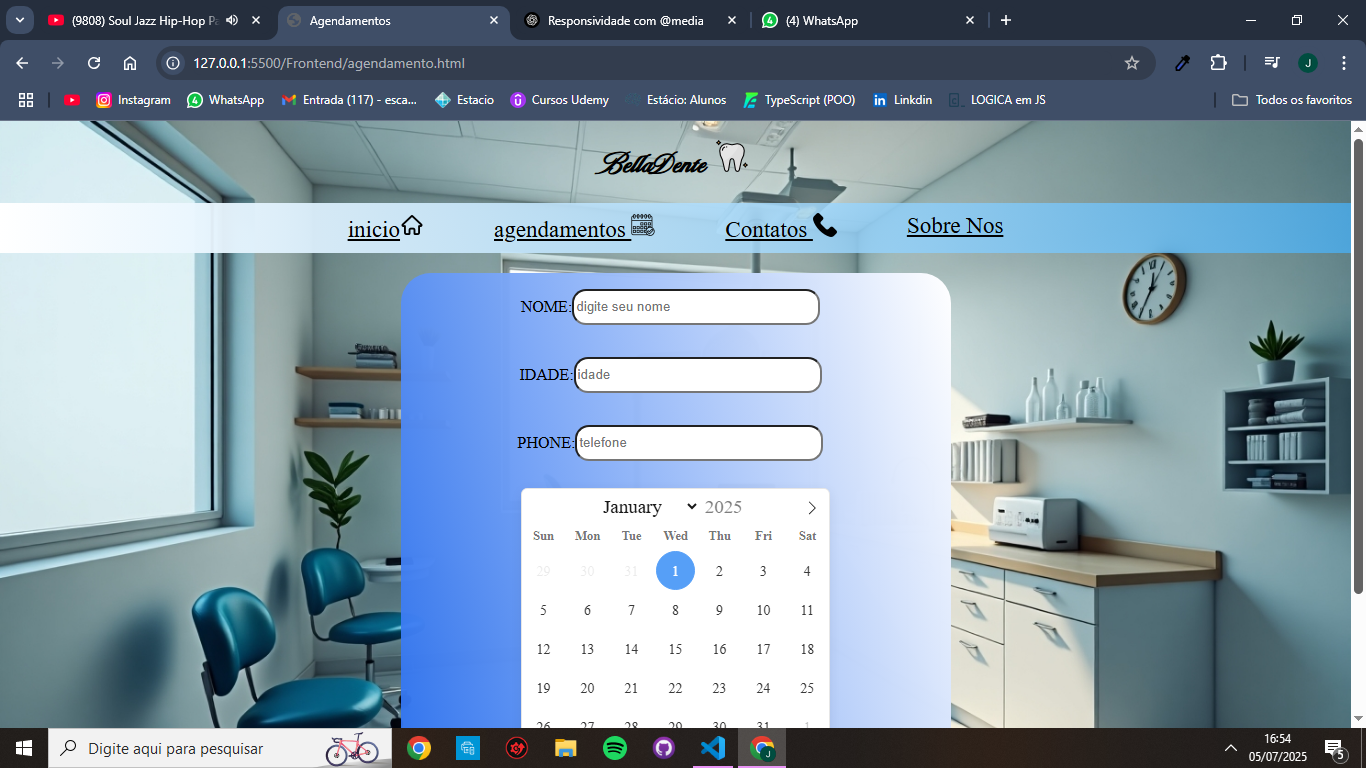 (9808) Soul Jazz Hip-Hop Pa
Agendamentos
Responsividade com @media
(4) WhatsApp
127.0.0.1:5500/Frontend/agendamento.html
J
Instagram
WhatsApp
Entrada (117) - esca...
Estacio
Cursos Udemy
Estácio: Alunos
TypeScript (POO)
Linkdin
LOGICA em JS
Todos os favoritos
BellaDente
inicio
agendamentos
Contatos
Sobre Nos
NOME: digite seu nome
IDADE: idade
PHONE: telefone
January 2025
Sun Mon Tue Wed Thu Fri Sat
29 30 31 1 2 3 4
5 6 7 8 9 10 11
12 13 14 15 16 17 18
19 20 21 22 23 24 25
26 27 28 29 30 31 1
Digite aqui para pesquisar
16:54
05/07/2025
5